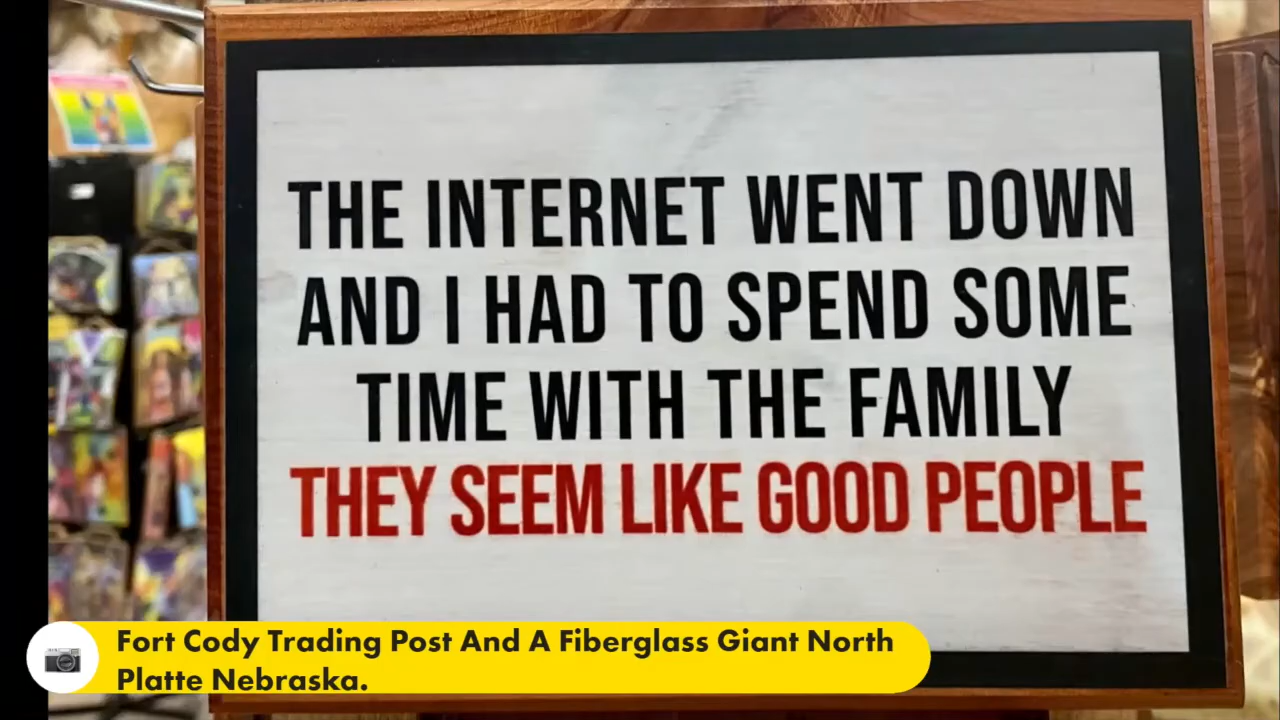 THE INTERNET WENT DOWN
AND I HAD TO SPEND SOME
TIME WITH THE FAMILY
THEY SEEM LIKE GOOD PEOPLE
Fort Cody Trading Post And A Fiberglass Giant North
Platte Nebraska.